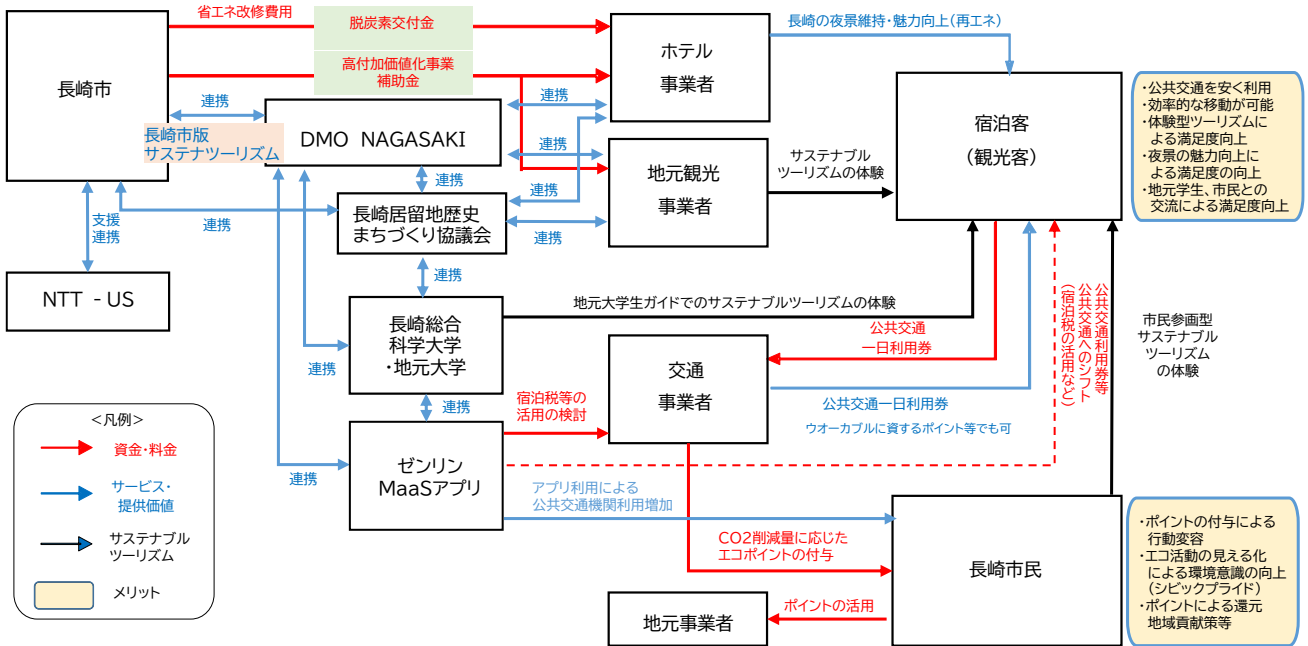 省エネ改修費用
脱炭素交付金
高付加価値化事業
補助金
長崎市
連携
長崎市版
サステナツーリズム
DMO NAGASAKI
連携
連携
ホテル
事業者
長崎の夜景維持・魅力向上(再エネ)
宿泊客
(観光客)
・公共交通を安く利用
・効率的な移動が可能
・体験型ツーリズムに
よる満足度向上
・夜景の魅力向上に
よる満足度の向上
・地元学生、市民との
交流による満足度向上
地元観光
事業者
サステナブル
ツーリズムの体験
連携
連携
連携
長崎居留地歴史
まちづくり協議会
連携
支援
連携
NTT -US
連携
長崎総合
科学大学
・地元大学
連携
連携
地元大学生ガイドでのサステナブルツーリズムの体験
公共交通
一日利用券
交通
事業者
公共交通一日利用券
ウオーカブルに資するポイント等でも可
公共交通利用券等
公共交通へのシフト
(宿泊税の活用など)
市民参画型
サステナブル
ツーリズム
の体験
宿泊税等の
活用の検討
ゼンリン
MaaSアプリ
連携
アプリ利用による
公共交通機関利用増加
CO2削減量に応じた
エコポイントの付与
長崎市民
・ポイントの付与による
行動変容
・エコ活動の見える化
による環境意識の向上
(シビックプライド)
・ポイントによる還元
地域貢献策等
ポイントの活用
地元事業者
<凡例>
資金・料金
サービス・
提供価値
サステナブル
ツーリズム
メリット